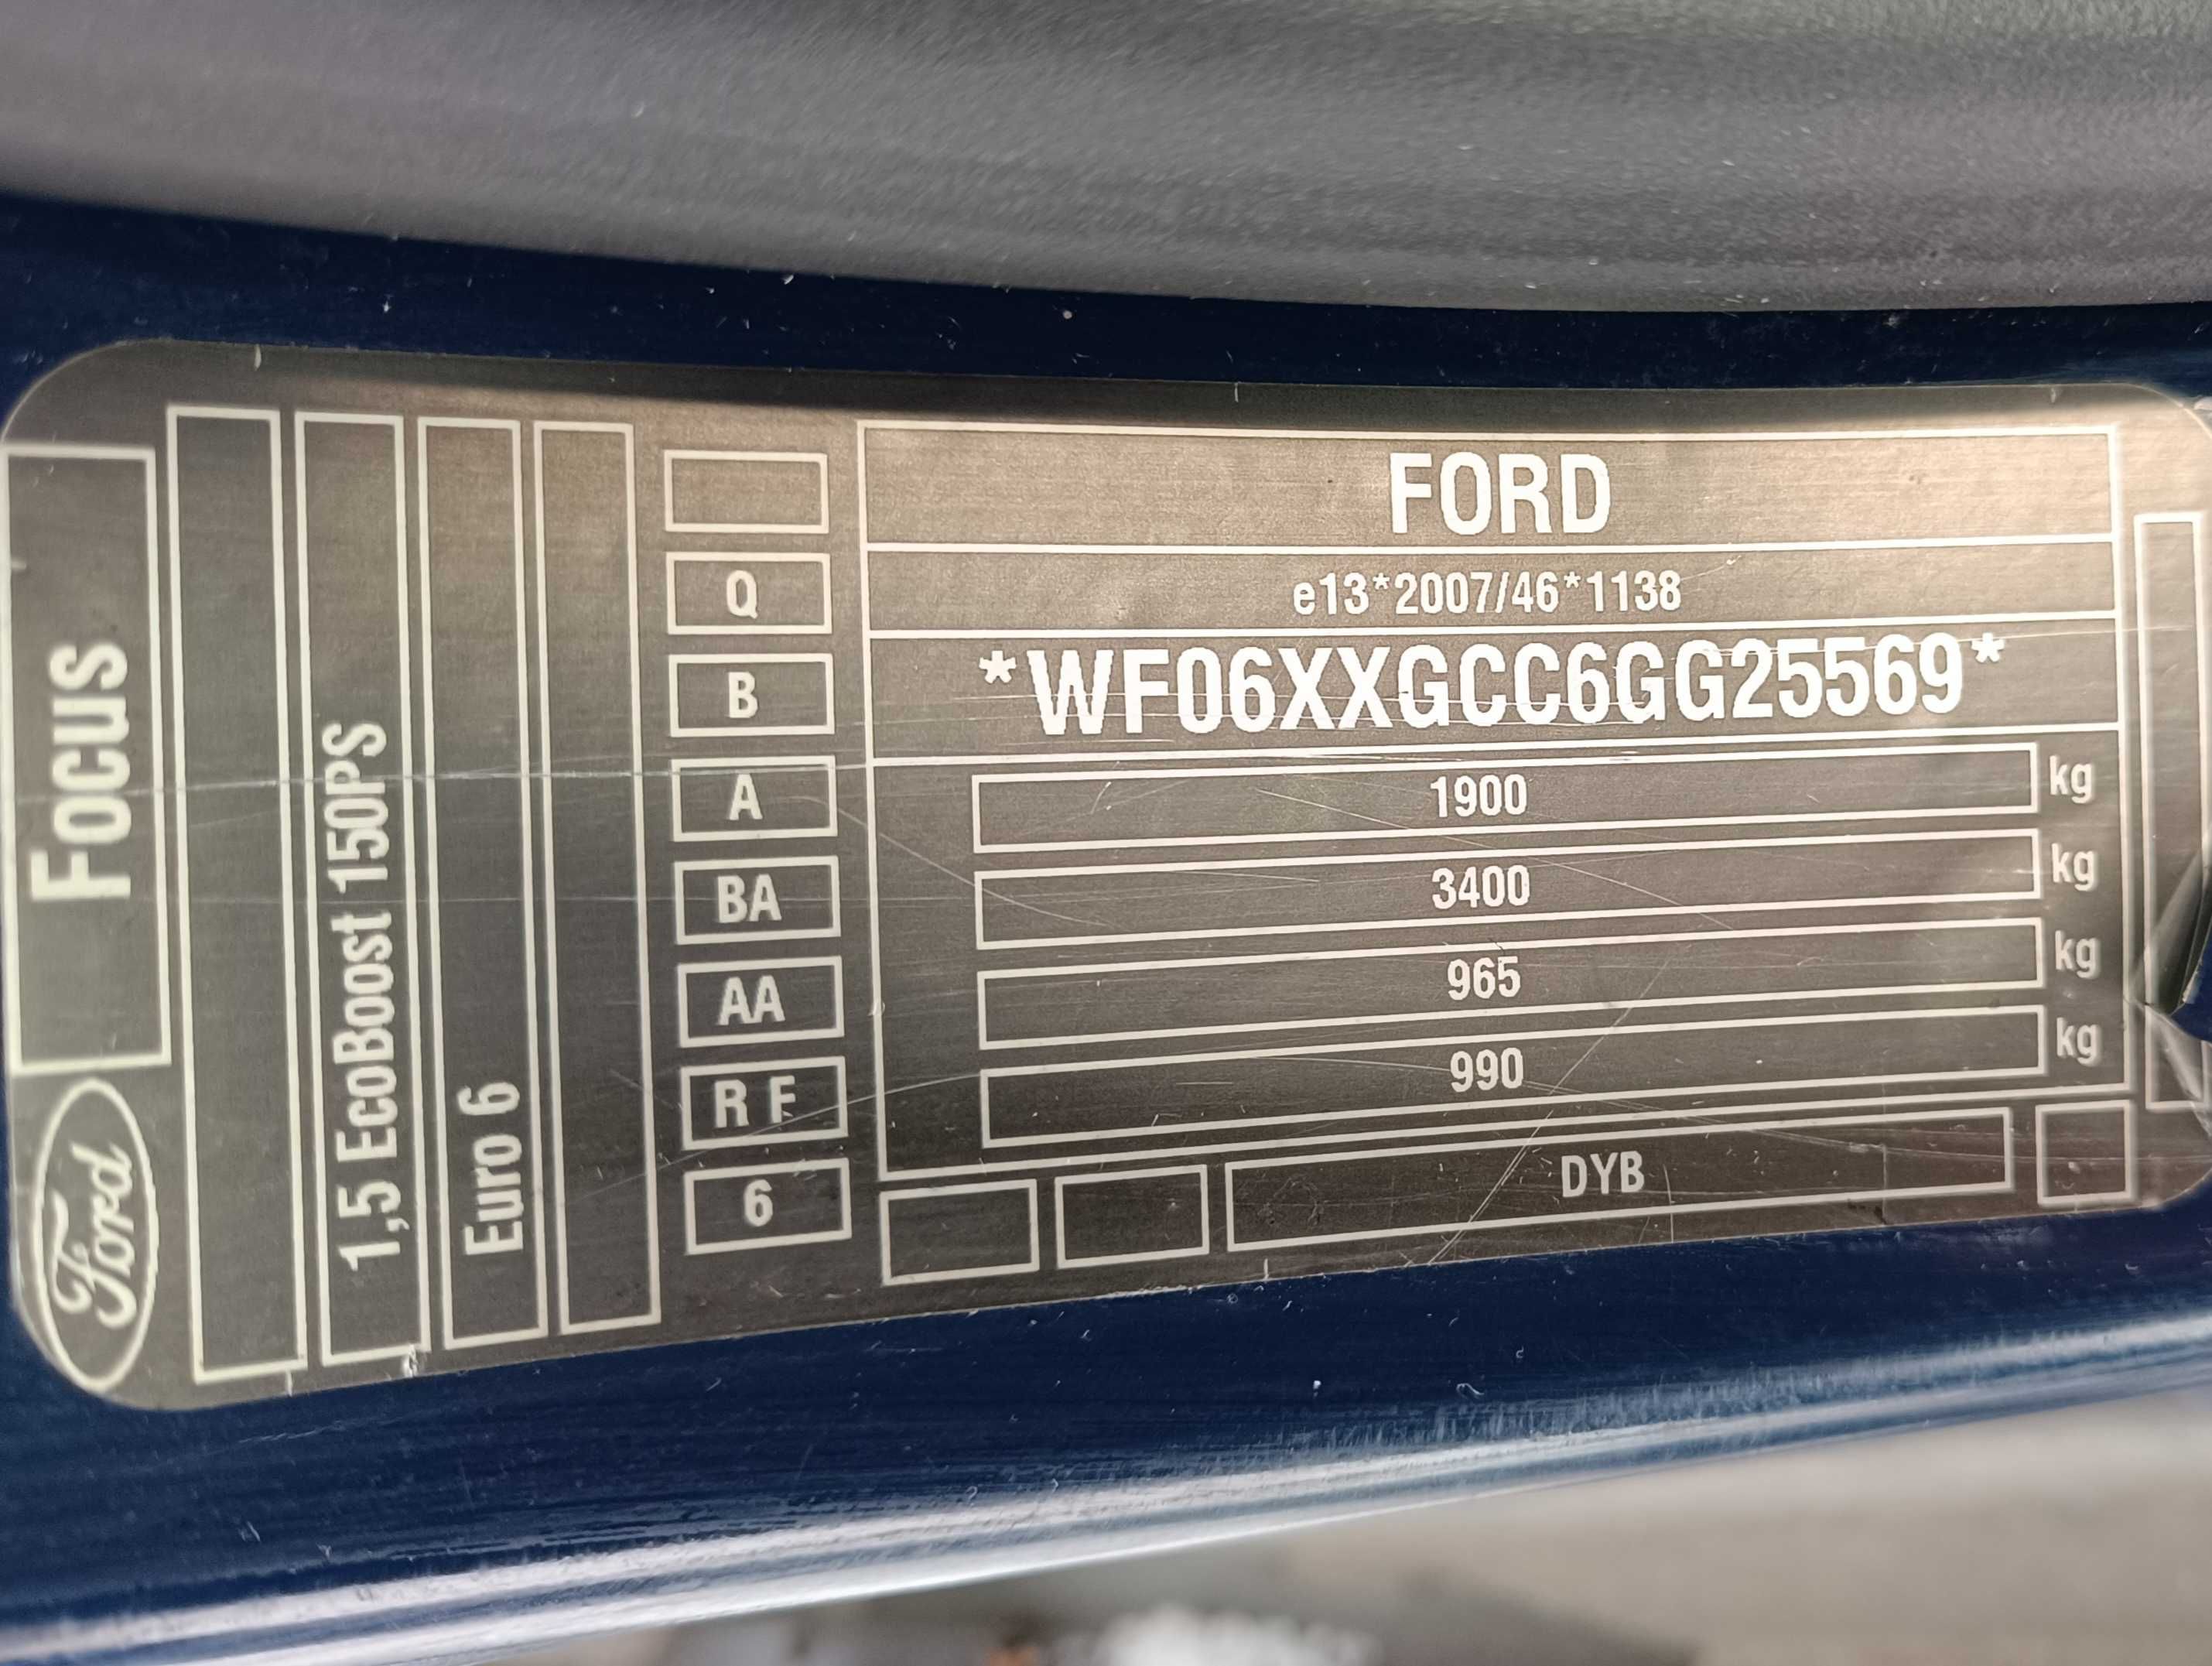 Ford
Focus
1,5 EcoBoost 150PS
Euro 6
Q
B
A
BA
AA
R F
6
FORD
e13*2007/46*1138
*WF06XXGCC6GG25569*
1900 kg
3400 kg
965 kg
990 kg
DYB